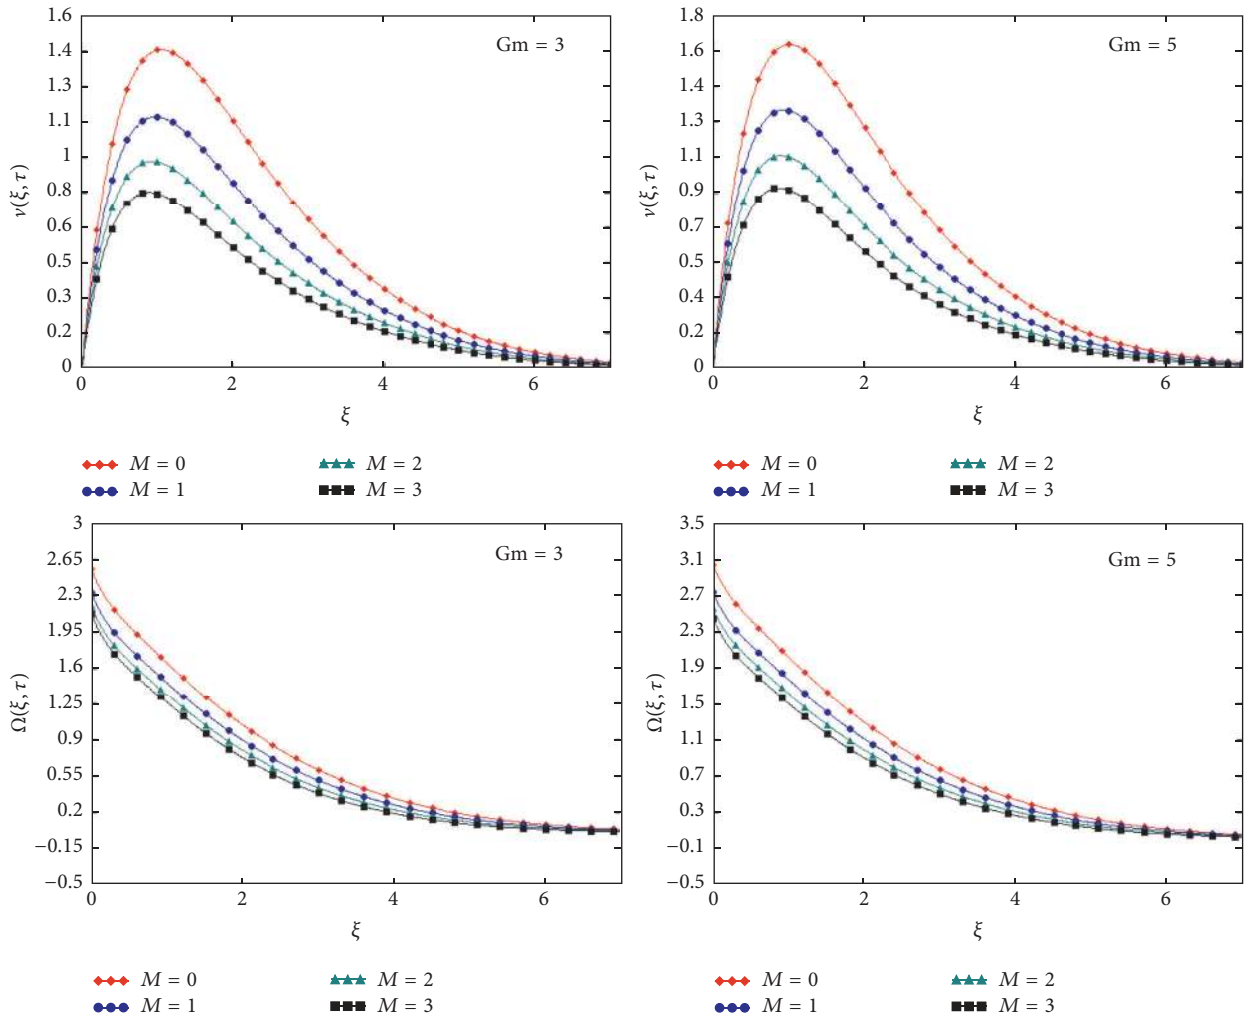 1.6
1.4
1.3
1.1
1
0.8
0.6
0.5
0.3
0.2
0
ν(ξ, τ)
Gm = 3
0 2 4 6
ξ
M = 0 M = 2
M = 1 M = 3
1.8
1.6
1.4
1.3
1.1
0.9
0.7
0.5
0.4
0.2
0
ν(ξ, τ)
Gm = 5
0 2 4 6
ξ
M = 0 M = 2
M = 1 M = 3
3
2.65
2.3
1.95
1.6
1.25
0.9
0.55
0.2
−0.15
−0.5
Ω(ξ, τ)
Gm = 3
0 2 4 6
ξ
M = 0 M = 2
M = 1 M = 3
3.5
3.1
2.7
2.3
1.9
1.5
1.1
0.7
0.3
−0.1
−0.5
Ω(ξ, τ)
Gm = 5
0 2 4 6
ξ
M = 0 M = 2
M = 1 M = 3